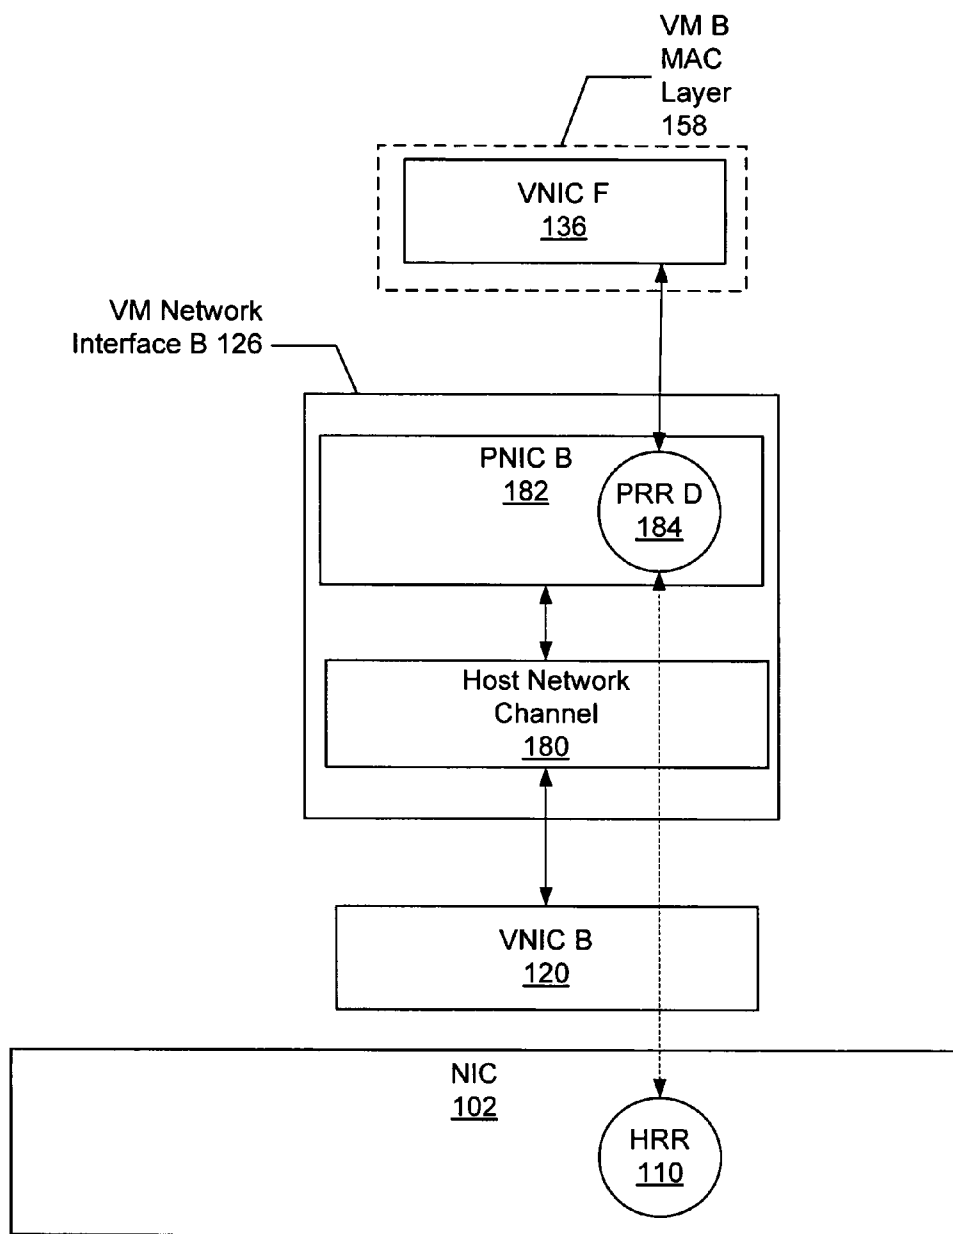 VM B
MAC
Layer
158
VNIC F
136
VM Network
Interface B 126
PNIC B
182
PRR D
184
Host Network
Channel
180
VNIC B
120
NIC
102
HRR
110